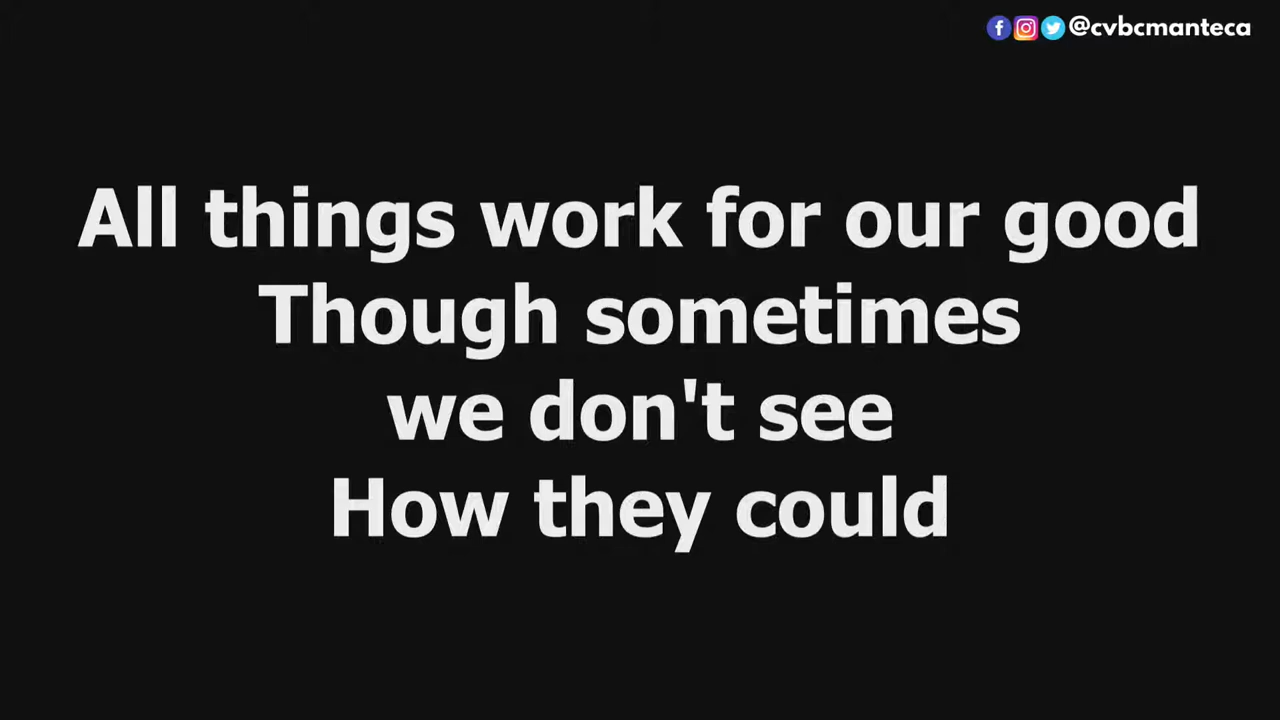 @cvbcmanteca
All things work for our good
Though sometimes
we don't see
How they could